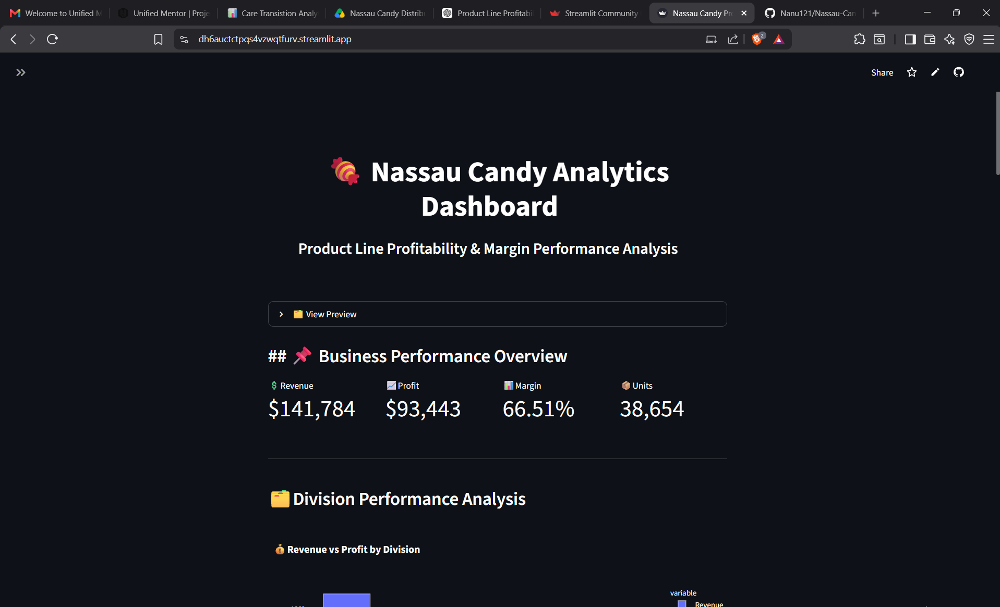 Welcome to Unified M
Unified Mentor | Proje
Care Transistion Analy
Nassau Candy Distribu
Product Line Profitabi
Streamlit Community
Nassau Candy Pro
Nanu121/Nassau-Can
dh6auctctpqs4vzwqtfurv.streamlit.app
2
Share
Nassau Candy Analytics
Dashboard
Product Line Profitability & Margin Performance Analysis
View Preview
## Business Performance Overview
Revenue
Profit
Margin
Units
$141,784
$93,443
66.51%
38,654
Division Performance Analysis
Revenue vs Profit by Division
variable
Revenue